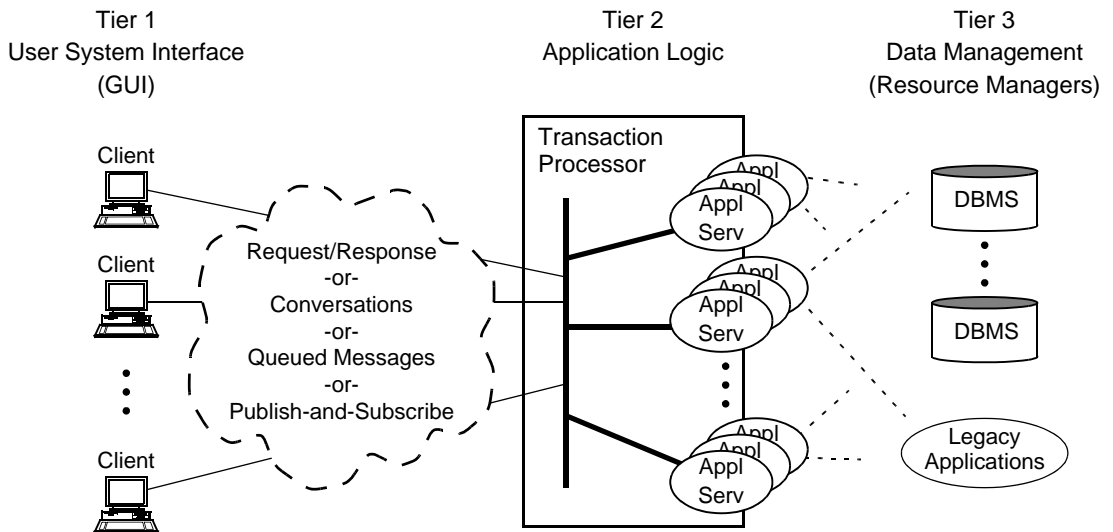 Tier 1
User System Interface
(GUI)
Tier 2
Application Logic
Tier 3
Data Management
(Resource Managers)
Client
Client
Client
Request/Response
-or-
Conversations
-or-
Queued Messages
-or-
Publish-and-Subscribe
Transaction
Processor
Appl
Appl
Appl
Serv
Appl
Appl
Appl
Serv
Appl
Appl
Appl
Serv
DBMS
DBMS
Legacy
Applications